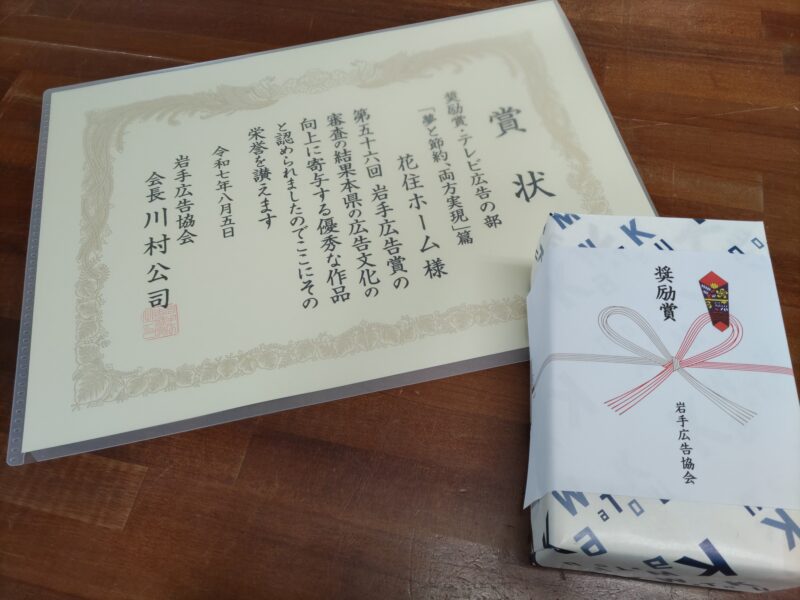 賞状
奨励賞・テレビ広告の部
「夢と節約、両方実現」篇
花住ホーム 様
第五十六回 岩手広告賞の
審査の結果本県の広告文化の
向上に寄与する優秀な作品
と認められましたのでここにその
栄誉を讃えます
令和七年八月五日
岩手広告協会
会長 川村公司
奨励賞
岩手広告協会